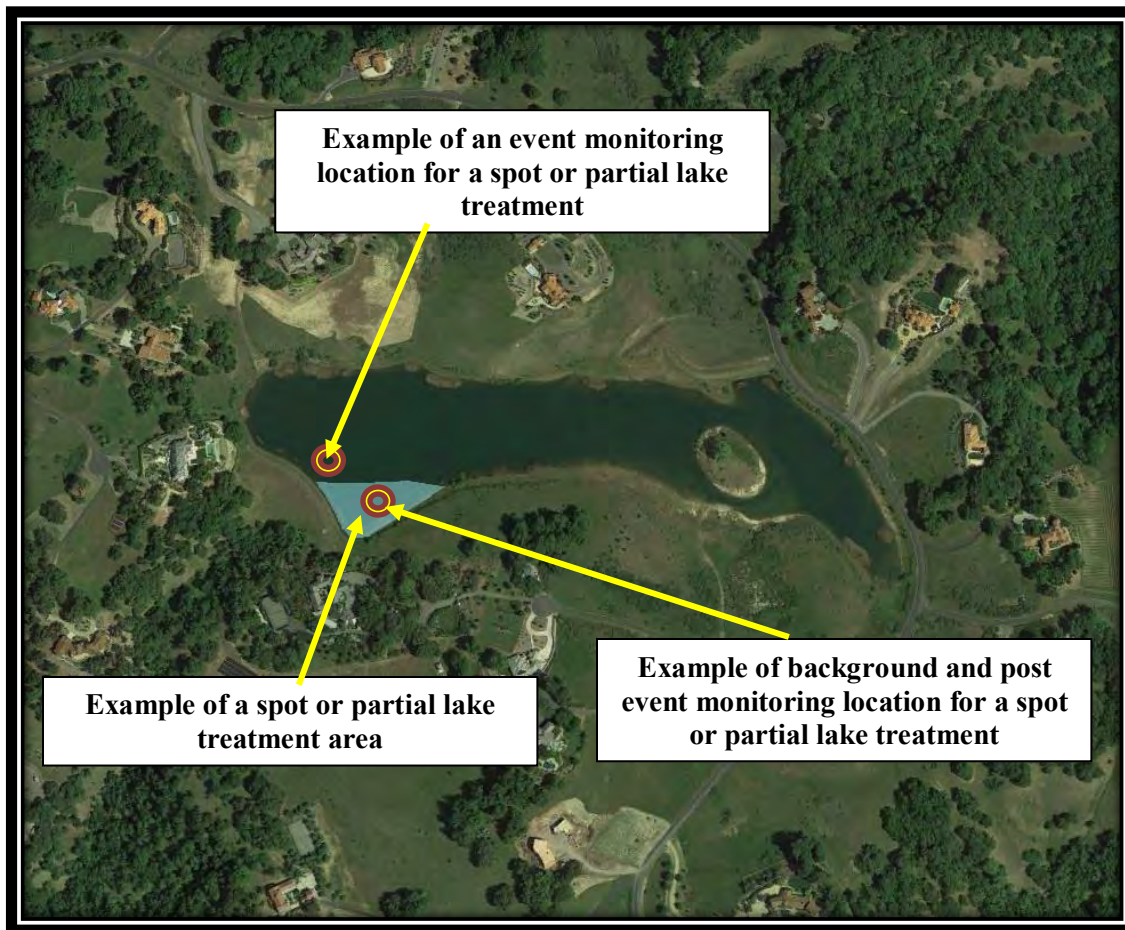 Example of an event monitoring
location for a spot or partial lake
treatment
Example of a spot or partial lake
treatment area
Example of background and post
event monitoring location for a spot
or partial lake treatment